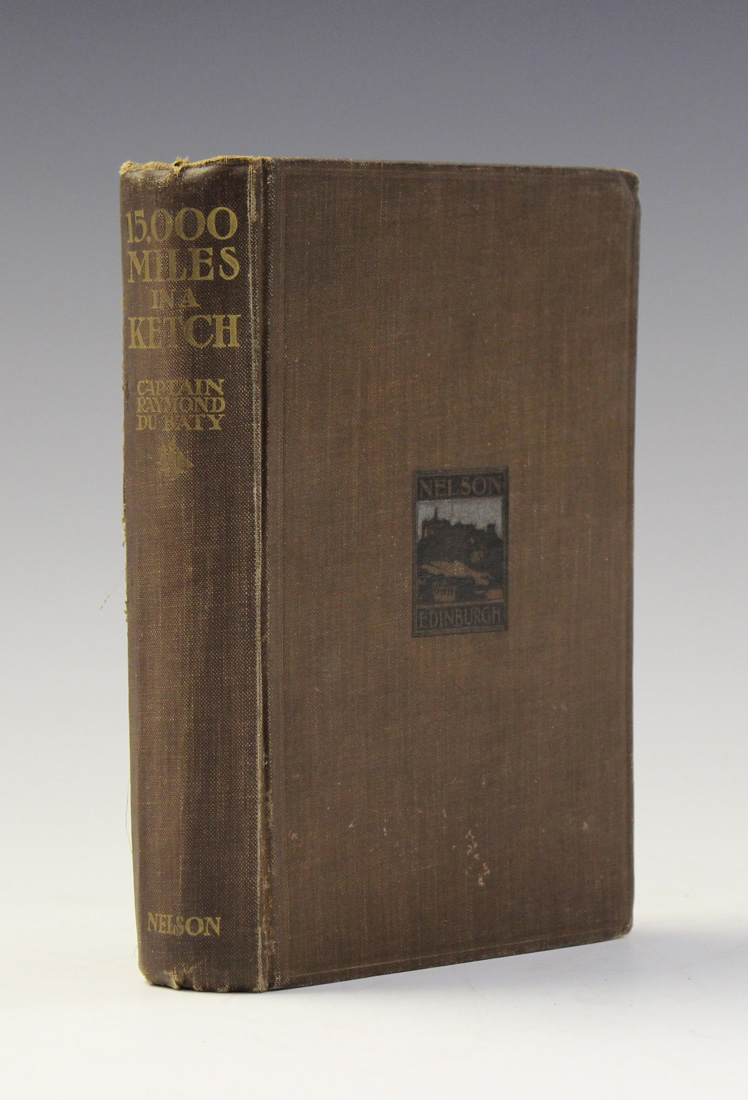 15,000
MILES
IN A
KETCH
CAPTAIN
RAYMOND
DU BATY
NELSON
NELSON
EDINBURGH